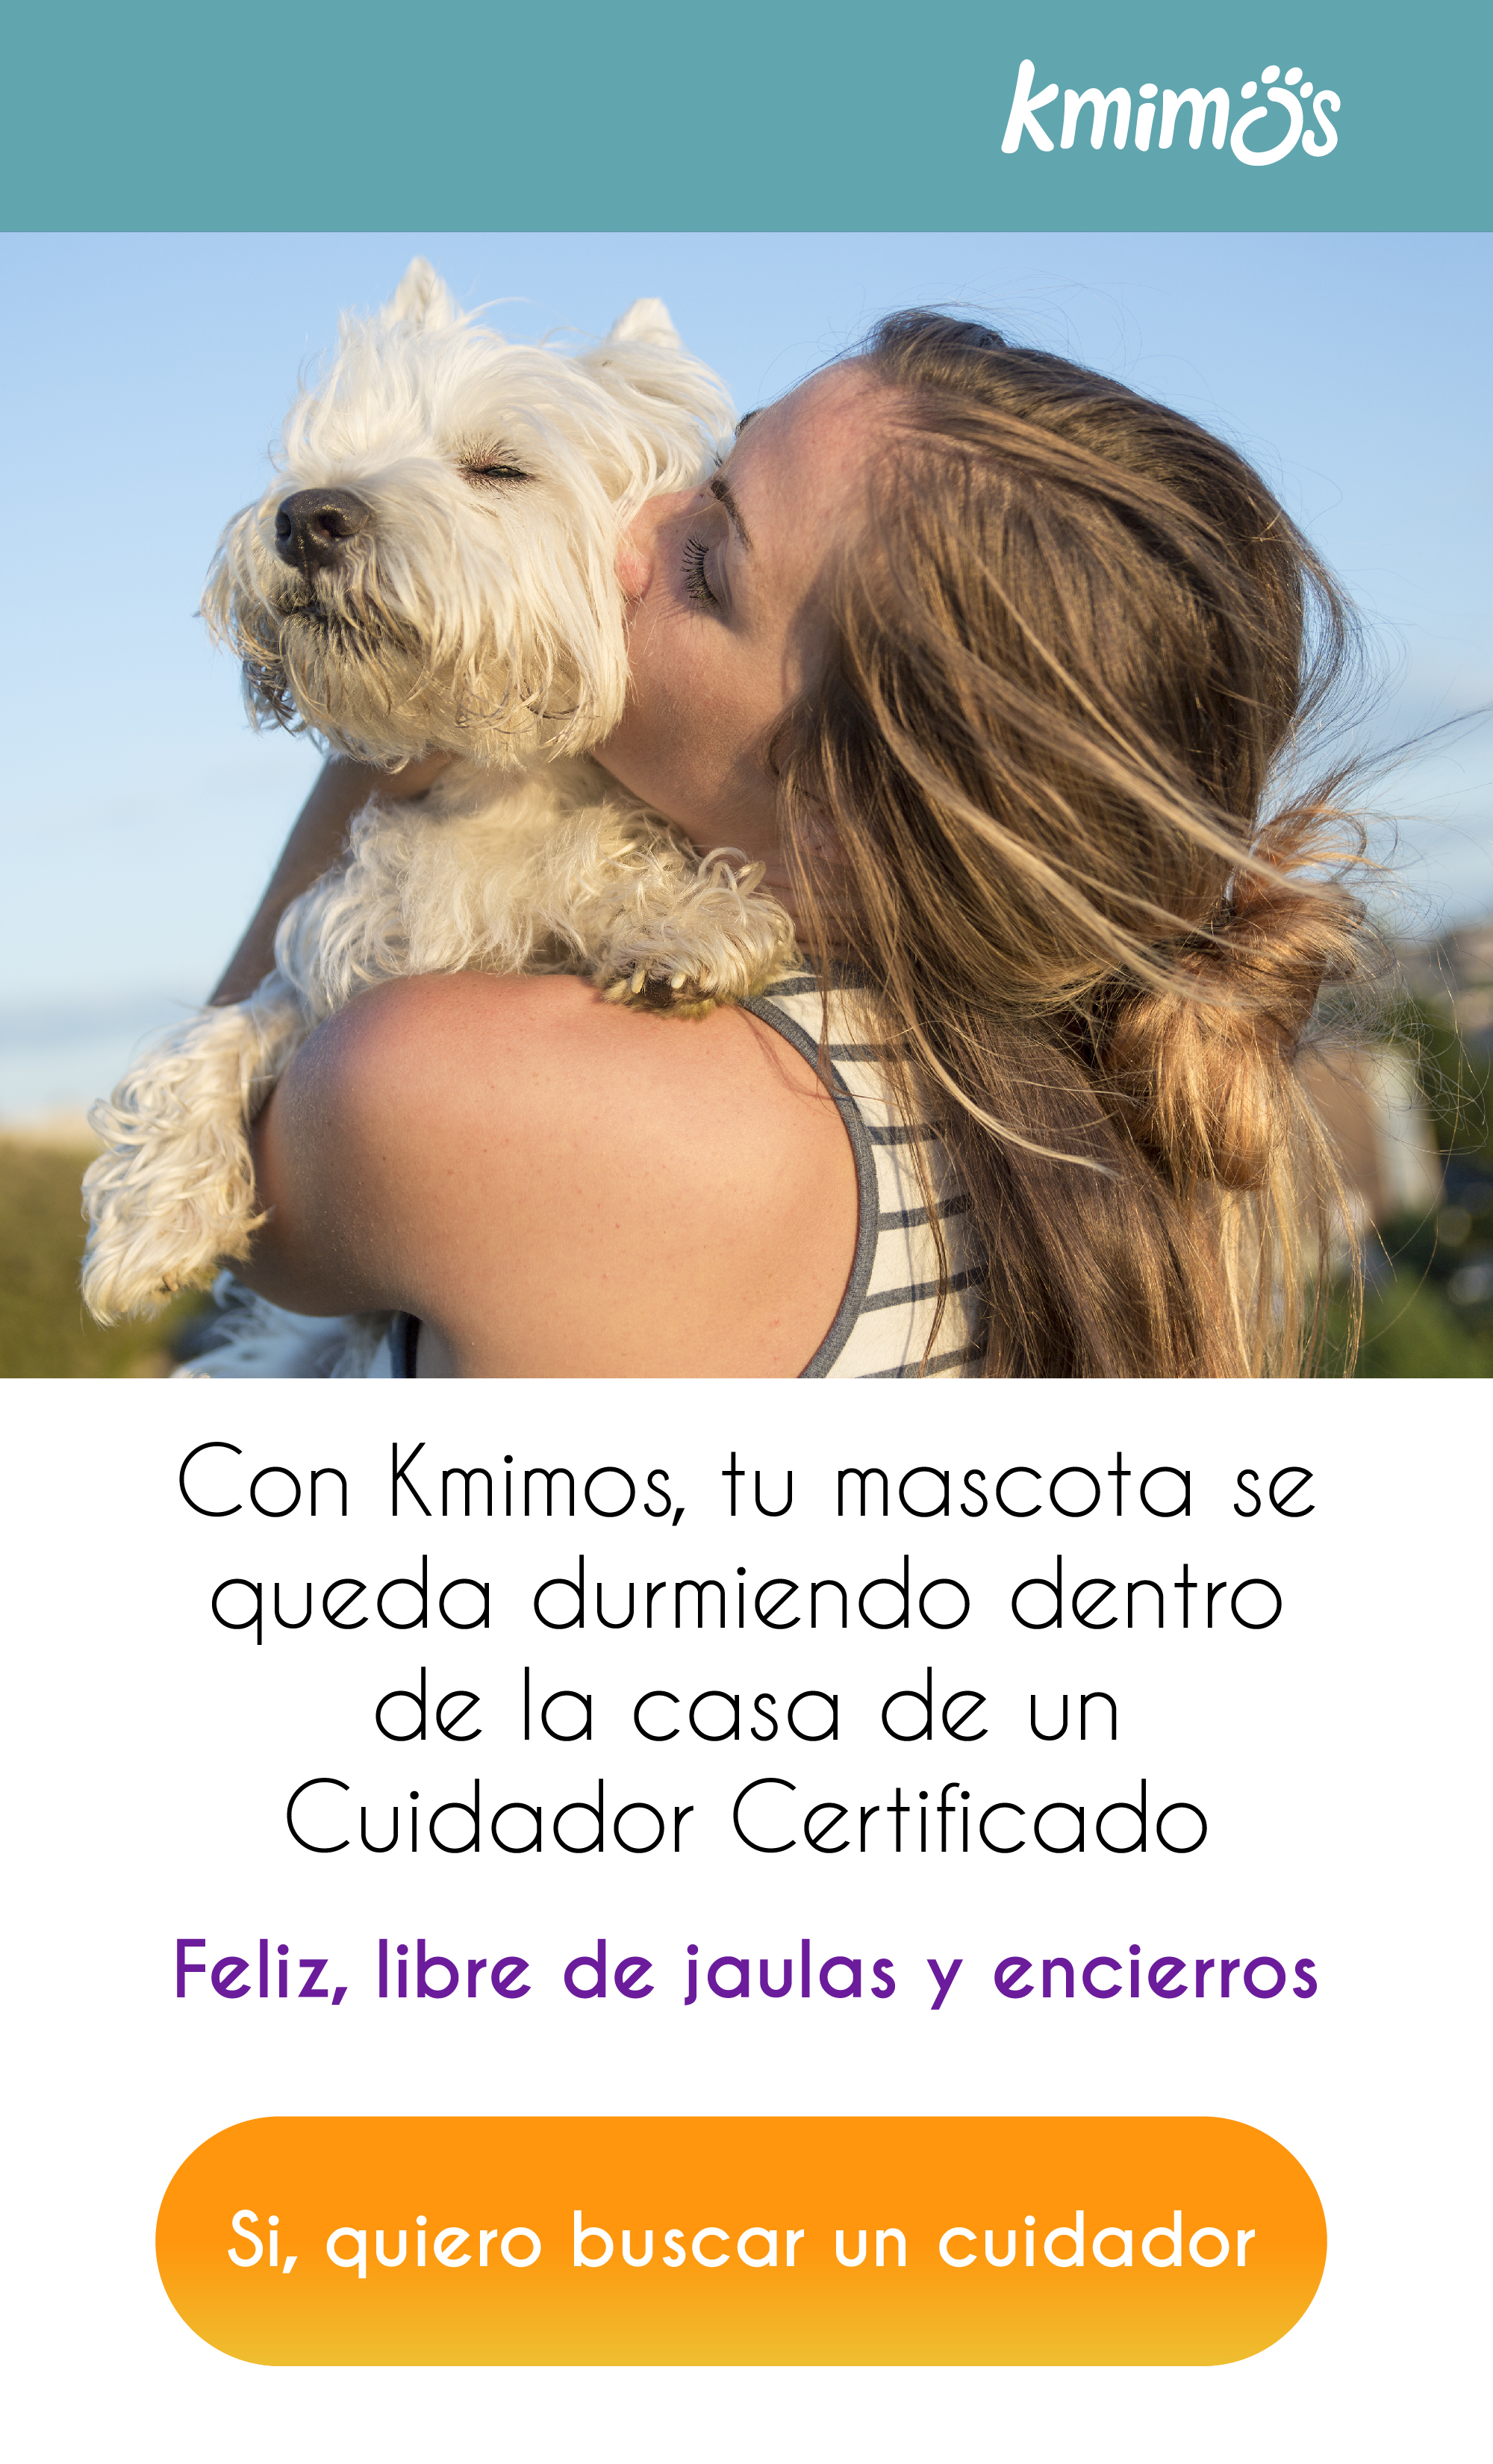 kmimos
Con Kmimos, tu mascota se
queda durmiendo dentro
de la casa de un
Cuidador Certificado
Feliz, libre de jaulas y encierros
Si, quiero buscar un cuidador